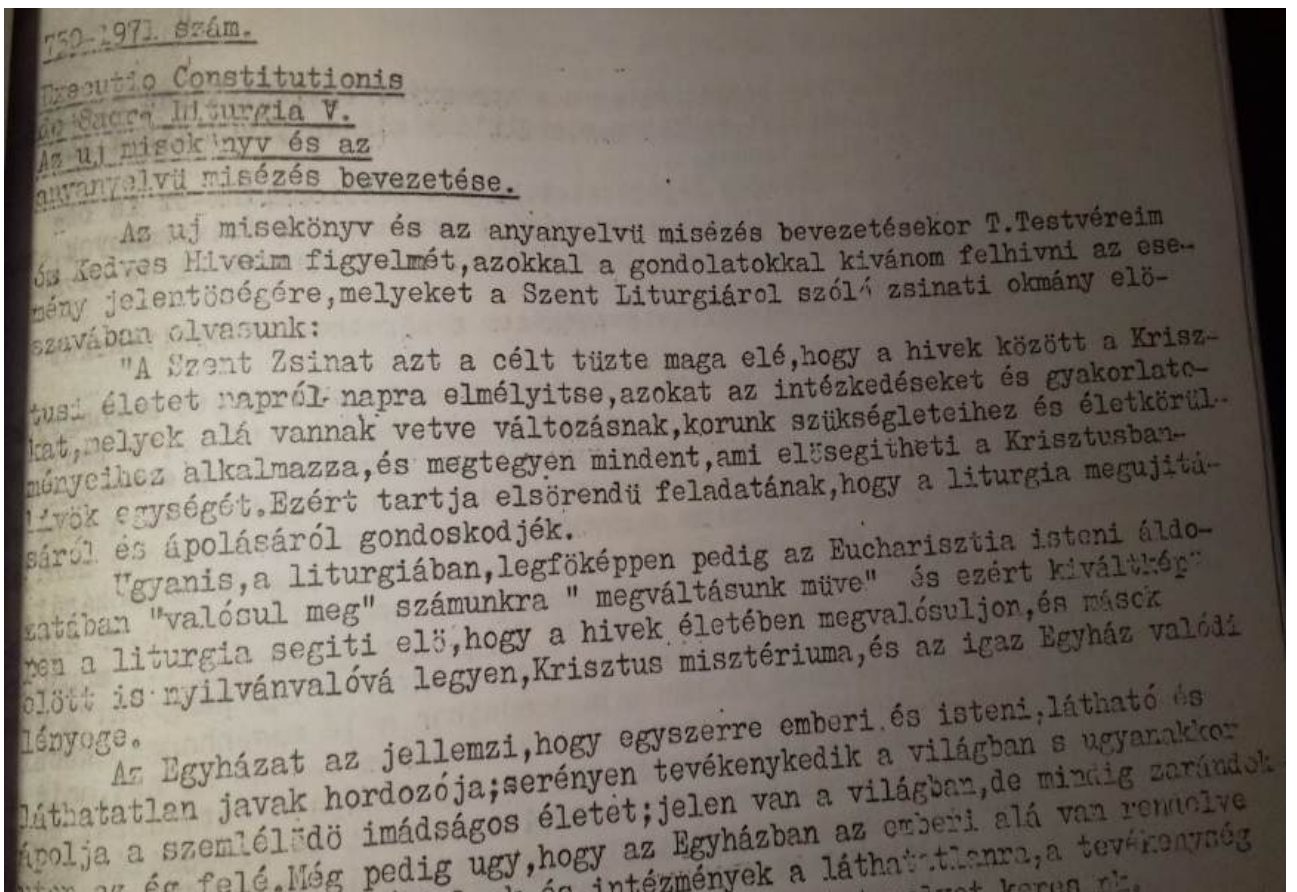 750-1971. szám.
Executio Constitutionis
de Sacra Liturgia V.
Az uj misekönyv és az
anyanyelvü misézés bevezetése.
Az uj misekönyv és az anyanyelvü misézés bevezetésekor T.Testvéreim
és Kedves Hiveim figyelmét,azokkal a gondolatokkal kivánom felhivni az ese-
mény jelentöségére,melyeket a Szent Liturgiárol szóló zsinati okmány elö-
szavában olvasunk:
"A Szent Zsinat azt a célt tüzte maga elé,hogy a hivek között a Krisz-
tusi életet napról- napra elmélyitse,azokat az intézkedéseket és gyakorlato-
kat,melyek alá vannak vetve változásnak,korunk szükségleteihez és életkörül-
ményeihez alkalmazza,és megtegyen mindent,ami elösegitheti a Krisztusban-
hivök egységét.Ezért tartja elsörendü feladatának,hogy a liturgia megujitá-
sáról és ápolásáról gondoskodjék.
Ugyanis,a liturgiában,legföképpen pedig az Eucharisztia isteni áldo-
zatában "valósul meg" számunkra " megváltásunk müve" és ezért kiváltkép-
pen a liturgia segiti elö,hogy a hivek életében megvalósuljon,és mások
elött is nyilvánvalóvá legyen,Krisztus misztériuma,és az igaz Egyház valódi
lényege.
Az Egyházat az jellemzi,hogy egyszerre emberi és isteni,látható és
láthatatlan javak hordozója;serényen tevékenykedik a világban s ugyanakkor
ápolja a szemlélödö imádságos életet;jelen van a világban,de mindig zarándok
az ég felé.Még pedig ugy,hogy az Egyházban az emberi alá van rendelve
és intézmények a láthatatlanra,a tevékenység